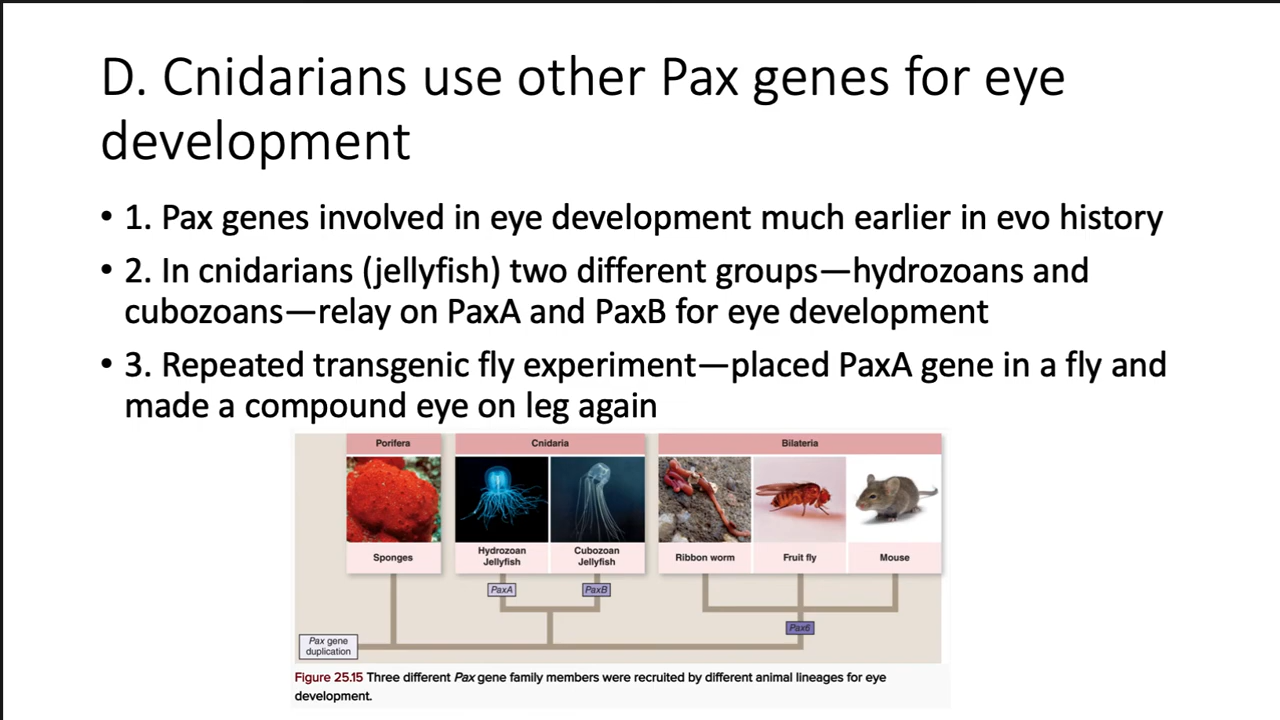 D. Cnidarians use other Pax genes for eye
development
• 1. Pax genes involved in eye development much earlier in evo history
• 2. In cnidarians (jellyfish) two different groups—hydrozoans and
cubozoans—relay on PaxA and PaxB for eye development
• 3. Repeated transgenic fly experiment—placed PaxA gene in a fly and
made a compound eye on leg again
Porifera
Cnidaria
Bilateria
Sponges
Hydrozoan
Jellyfish
Cubozoan
Jellyfish
Ribbon worm
Fruit fly
Mouse
PaxA
PaxB
Pax6
Pax gene
duplication
Figure 25.15 Three different Pax gene family members were recruited by different animal lineages for eye
development.